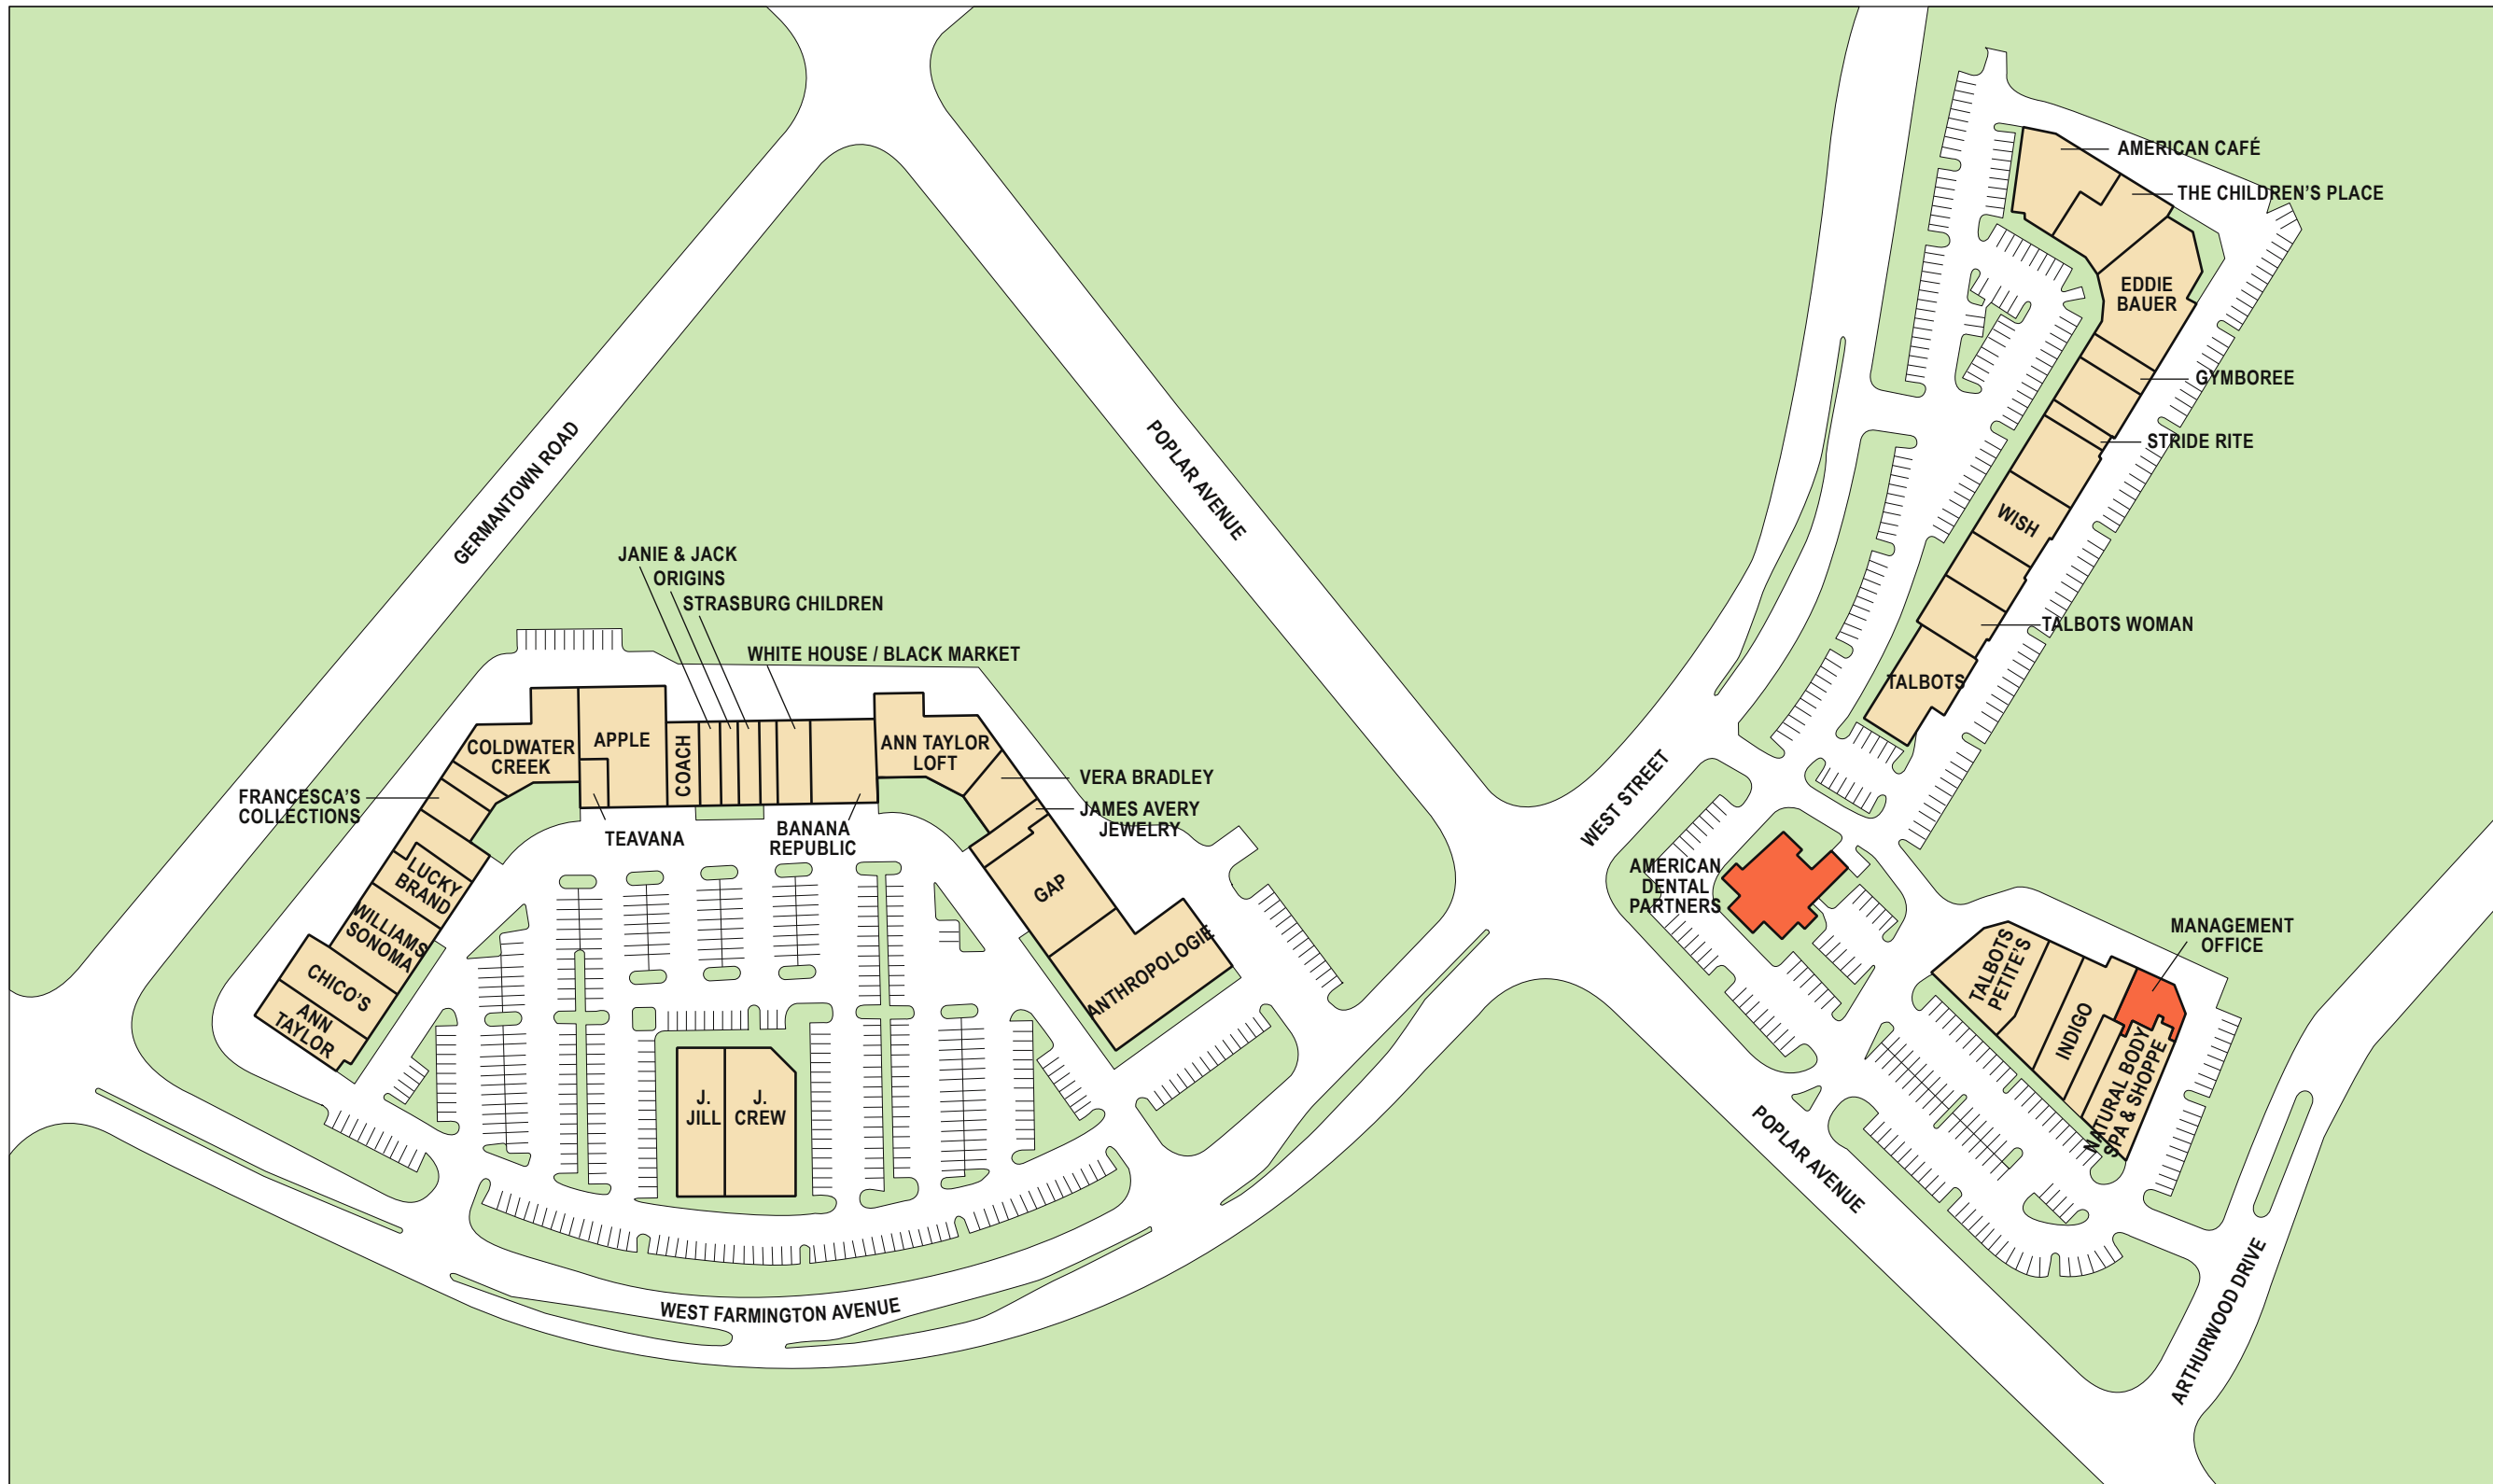 AMERICAN CAFÉ
THE CHILDREN'S PLACE
EDDIE
BAUER
GYMBOREE
STRIDE RITE
WISH
TALBOTS WOMAN
TALBOTS
GERMANTOWN ROAD
POPLAR AVENUE
JANIE & JACK
ORIGINS
STRASBURG CHILDREN
WHITE HOUSE / BLACK MARKET
COLDWATER
CREEK
APPLE
COACH
ANN TAYLOR
LOFT
VERA BRADLEY
JAMES AVERY
JEWELRY
FRANCESCA'S
COLLECTIONS
TEAVANA
BANANA
REPUBLIC
LUCKY
BRAND
WILLIAMS
SONOMA
CHICO'S
ANN
TAYLOR
GAP
ANTHROPOLOGIE
J.
JILL
J.
CREW
WEST FARMINGTON AVENUE
WEST STREET
AMERICAN
DENTAL
PARTNERS
MANAGEMENT
OFFICE
TALBOTS
PETITE'S
INDIGO
NATURAL BODY
SPA & SHOPPE
POPLAR AVENUE
ARTHURWOOD DRIVE